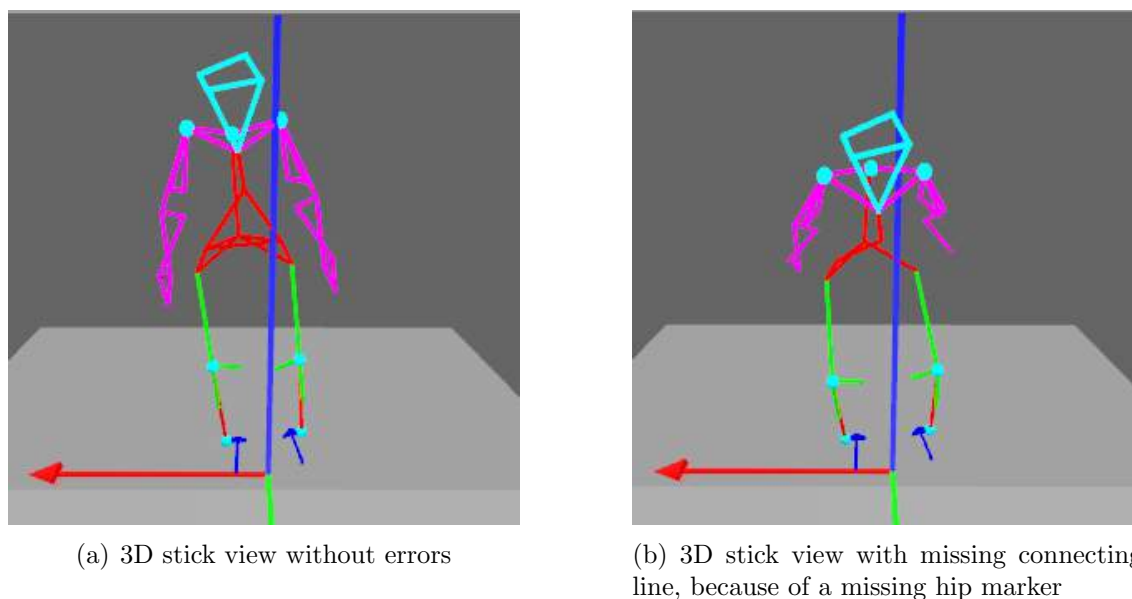 (a) 3D stick view without errors
(b) 3D stick view with missing connecting
line, because of a missing hip marker